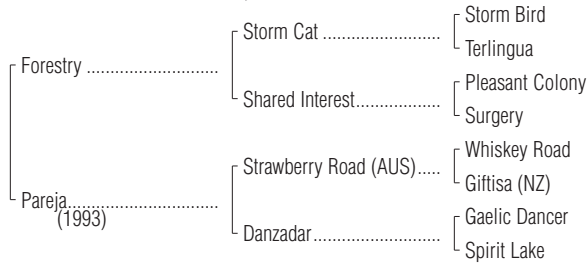 Storm Bird
Storm Cat ........................
Terlingua
Forestry ...........................
Pleasant Colony
Shared Interest.................
Surgery
Whiskey Road
Strawberry Road (AUS).....
Giftisa (NZ)
Pareja...............................
(1993)
Gaelic Dancer
Danzadar..........................
Spirit Lake